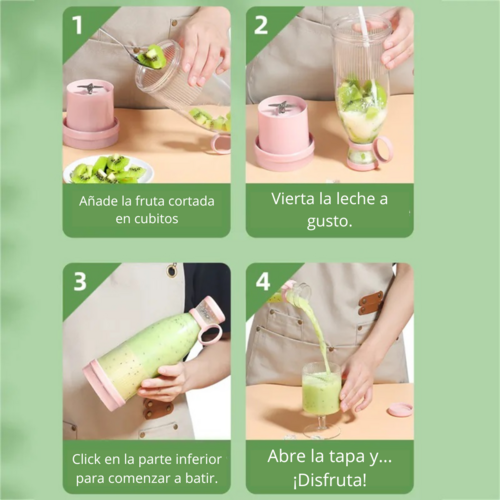 1
Añade la fruta cortada
en cubitos
2
Vierta la leche a
gusto.
3
Click en la parte inferior
para comenzar a batir.
4
Abre la tapa y...
¡Disfruta!